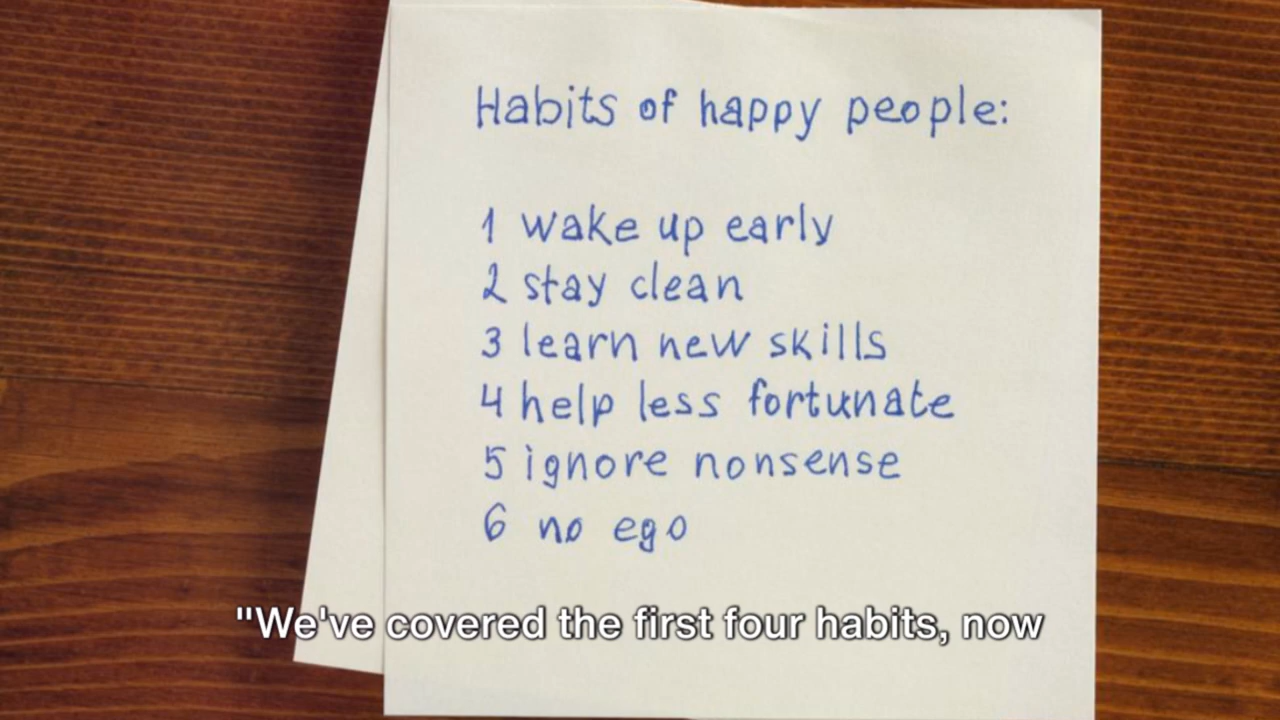 Habits of happy people:
1 wake up early
2 stay clean
3 learn new skills
4 help less fortunate
5 ignore nonsense
6 no ego
"We've covered the first four habits, now